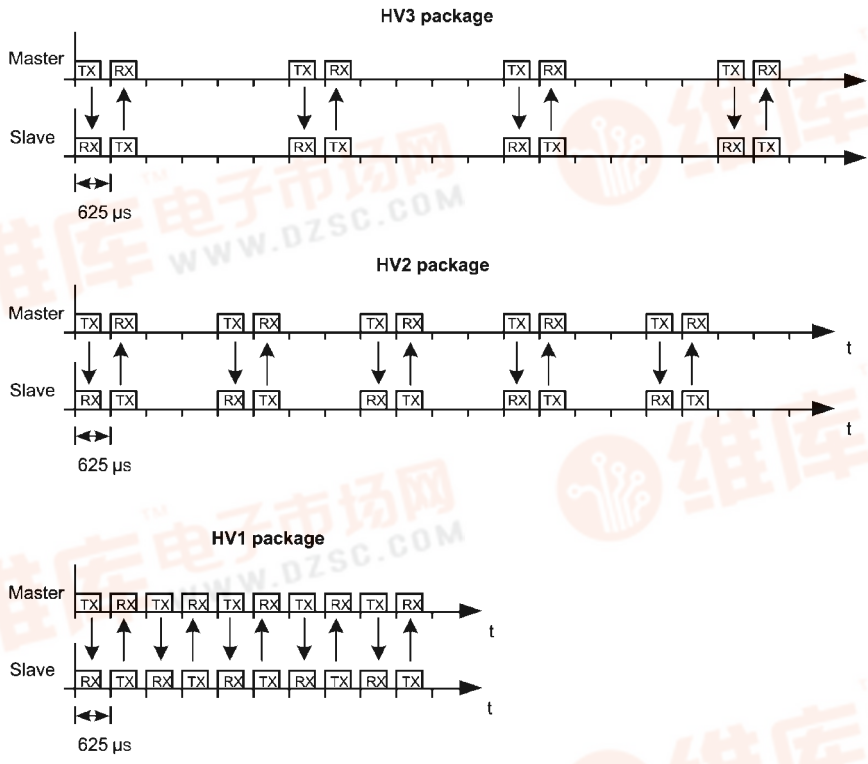 HV3 package
Master
TX RX TX RX TX RX TX RX
Slave
RX TX RX TX RX TX RX TX
625 µs
HV2 package
Master
TX RX TX RX TX RX TX RX TX RX
t
Slave
RX TX RX TX RX TX RX TX RX TX
t
625 µs
HV1 package
Master
TX RX TX RX TX RX TX RX TX RX
t
Slave
RX TX RX TX RX TX RX TX RX TX
t
625 µs
维库
维库 TM 电子市场网
WWW.DZSC.COM
维库
维库 TM 电子市场网
WWW.DZSC.COM